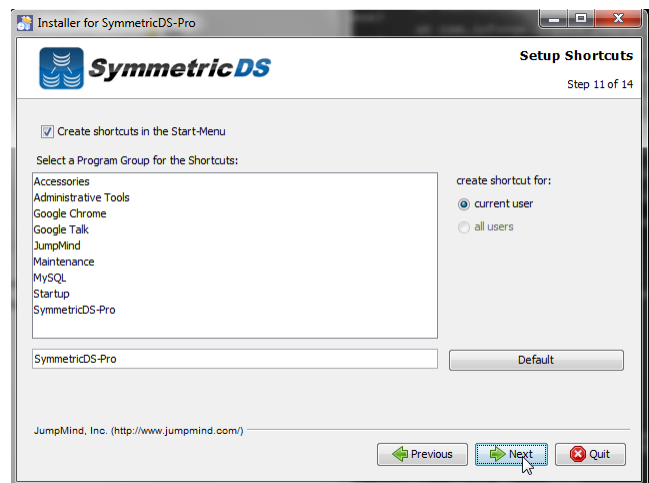 Installer for SymmetricDS-Pro
SymmetricDS
Setup Shortcuts
Step 11 of 14
Create shortcuts in the Start-Menu
Select a Program Group for the Shortcuts:
Accessories
Administrative Tools
Google Chrome
Google Talk
JumpMind
Maintenance
MySQL
Startup
SymmetricDS-Pro
create shortcut for:
current user
all users
SymmetricDS-Pro
Default
JumpMind, Inc. (http://www.jumpmind.com/)
Previous
Next
Quit